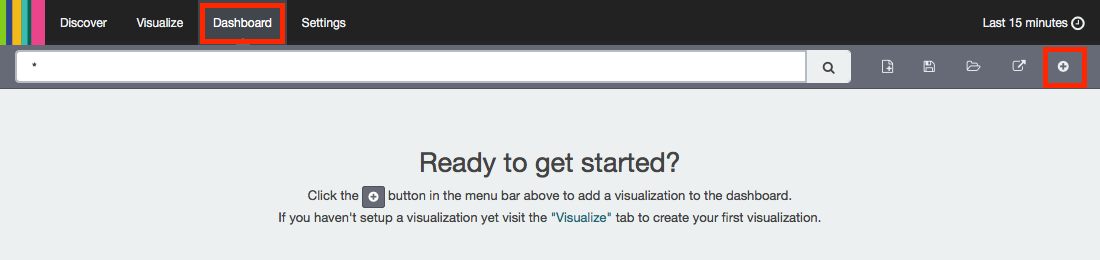 Discover Visualize Dashboard Settings Last 15 minutes
*
Ready to get started?
Click the button in the menu bar above to add a visualization to the dashboard.
If you haven't setup a visualization yet visit the "Visualize" tab to create your first visualization.